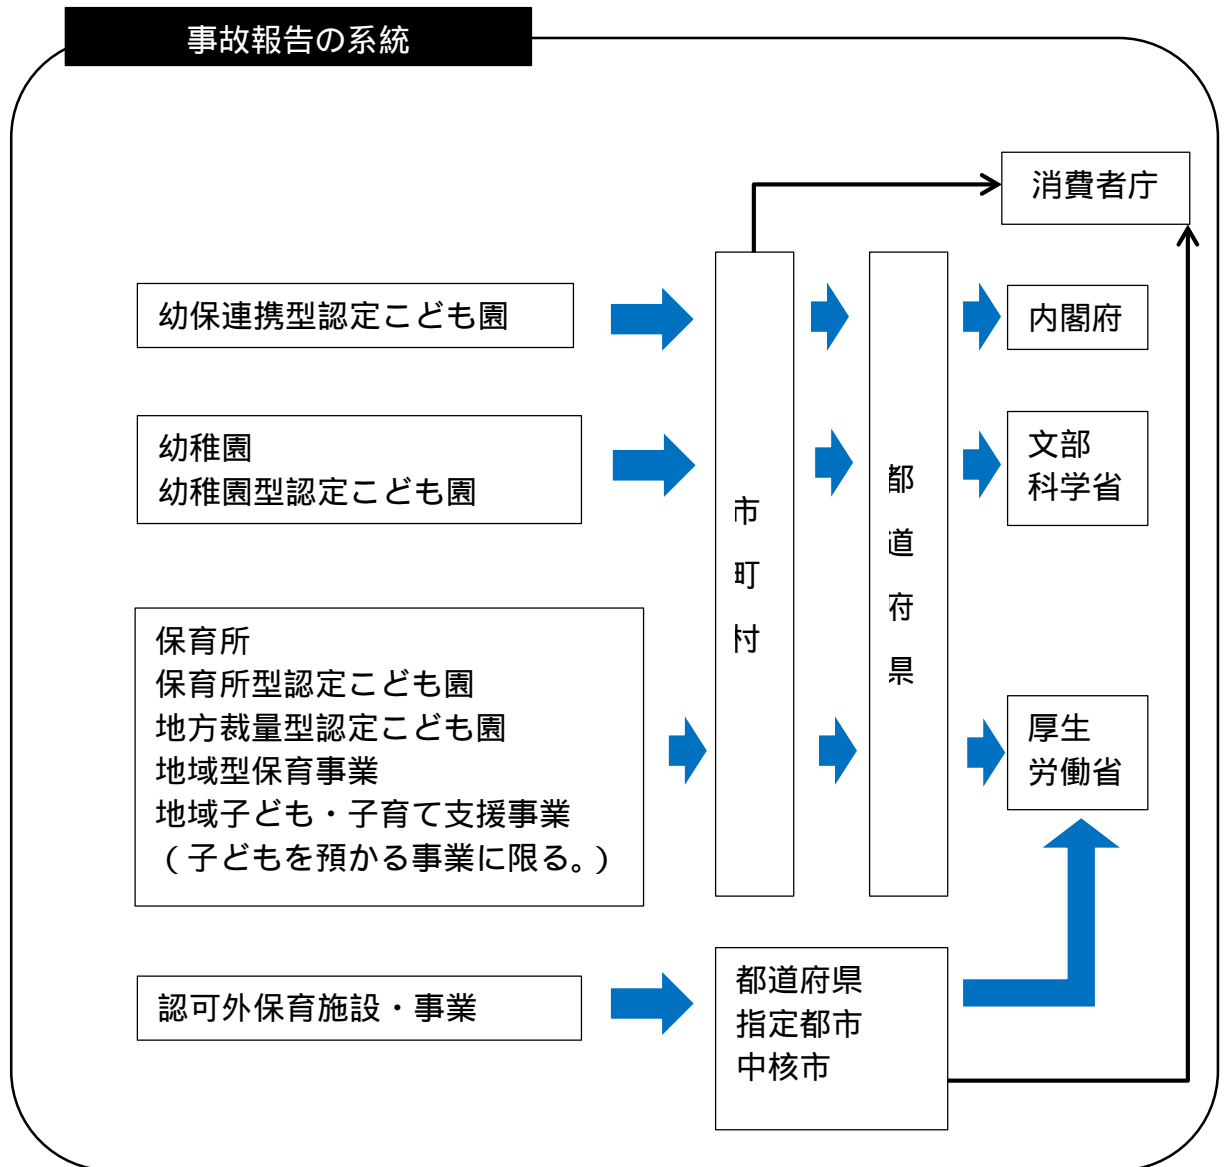 事故報告の系統
消費者庁
幼保連携型認定こども園
内閣府
幼稚園
幼稚園型認定こども園
文部
科学省
市町村
都道府県
保育所
保育所型認定こども園
地方裁量型認定こども園
地域型保育事業
地域子ども・子育て支援事業
(子どもを預かる事業に限る。)
厚生
労働省
認可外保育施設・事業
都道府県
指定都市
中核市